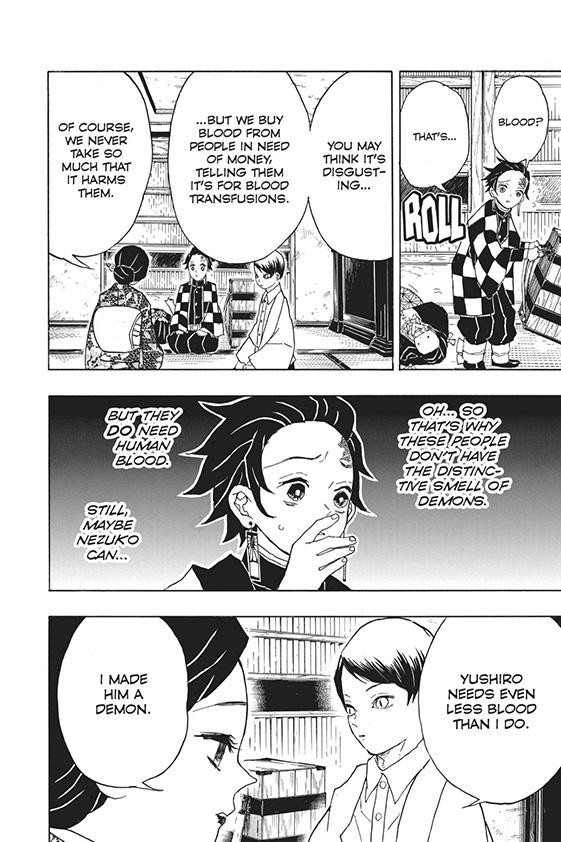 BLOOD?
THAT'S...
ROLL
YOU MAY
THINK IT'S
DISGUST-
ING...
...BUT WE BUY
BLOOD FROM
PEOPLE IN NEED
OF MONEY,
TELLING THEM
IT'S FOR BLOOD
TRANSFUSIONS.
OF COURSE,
WE NEVER
TAKE SO
MUCH THAT
IT HARMS
THEM.
OH... SO
THAT'S WHY
THESE PEOPLE
DON'T HAVE
THE DISTINC-
TIVE SMELL OF
DEMONS.
BUT THEY
DO NEED
HUMAN
BLOOD.
STILL,
MAYBE
NEZUKO
CAN...
YUSHIRO
NEEDS EVEN
LESS BLOOD
THAN I DO.
I MADE
HIM A
DEMON.